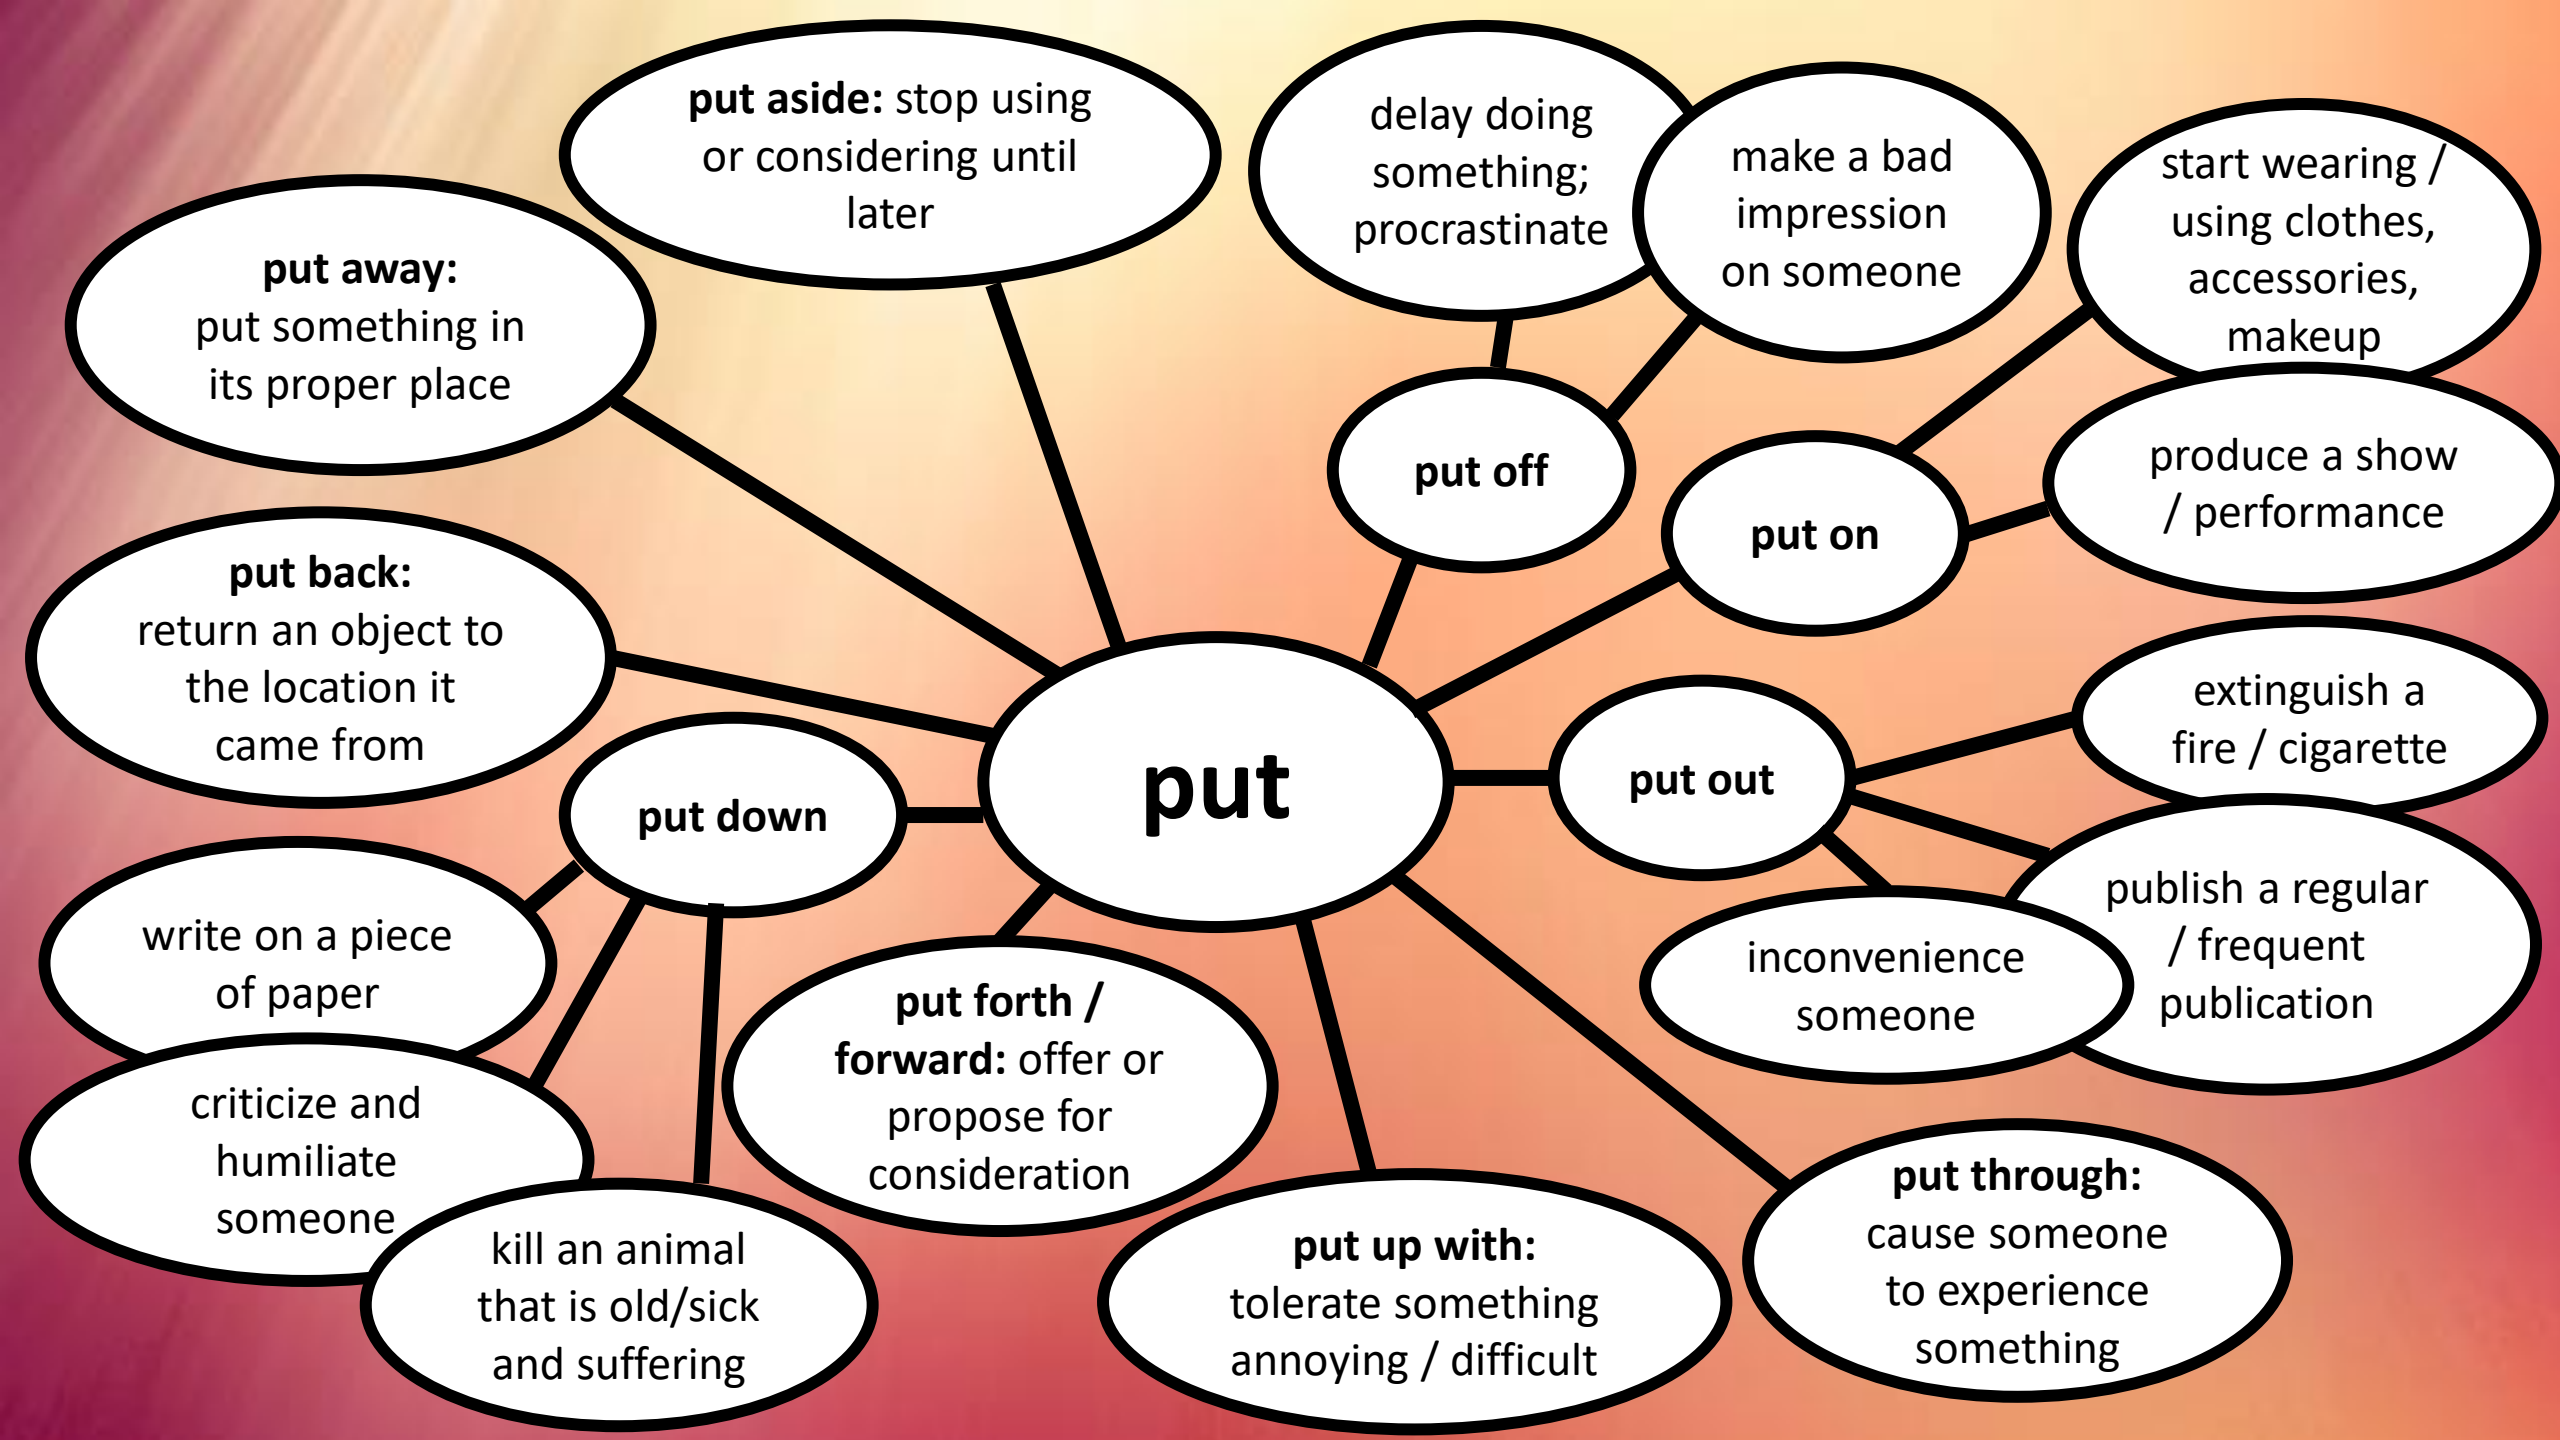 put aside: stop using
or considering until
later
delay doing
something;
procrastinate
make a bad
impression
on someone
start wearing /
using clothes,
accessories,
makeup
put away:
put something in
its proper place
put off
put on
produce a show
/ performance
put back:
return an object to
the location it
came from
put down
put
put out
extinguish a
fire / cigarette
publish a regular
/ frequent
publication
inconvenience
someone
write on a piece
of paper
criticize and
humiliate
someone
kill an animal
that is old/sick
and suffering
put forth /
forward: offer or
propose for
consideration
put up with:
tolerate something
annoying / difficult
put through:
cause someone
to experience
something